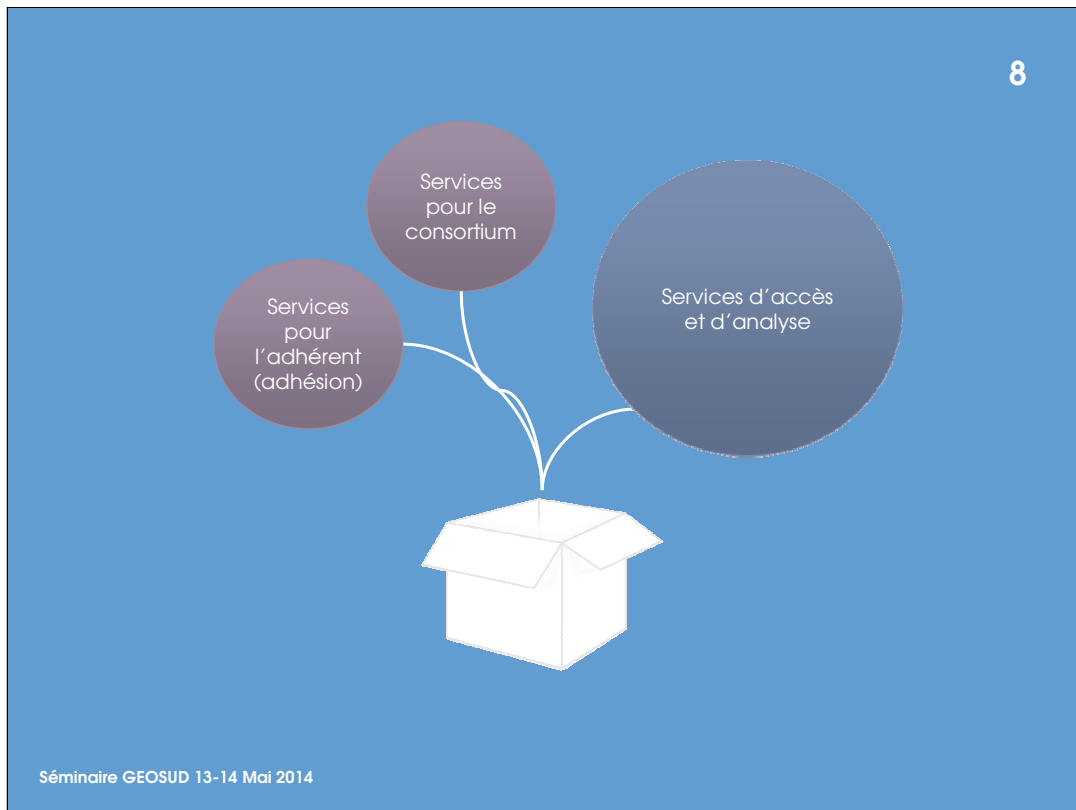 8
Services
pour le
consortium
Services
pour
l'adhérent
(adhésion)
Services d'accès
et d'analyse
Séminaire GEOSUD 13-14 Mai 2014